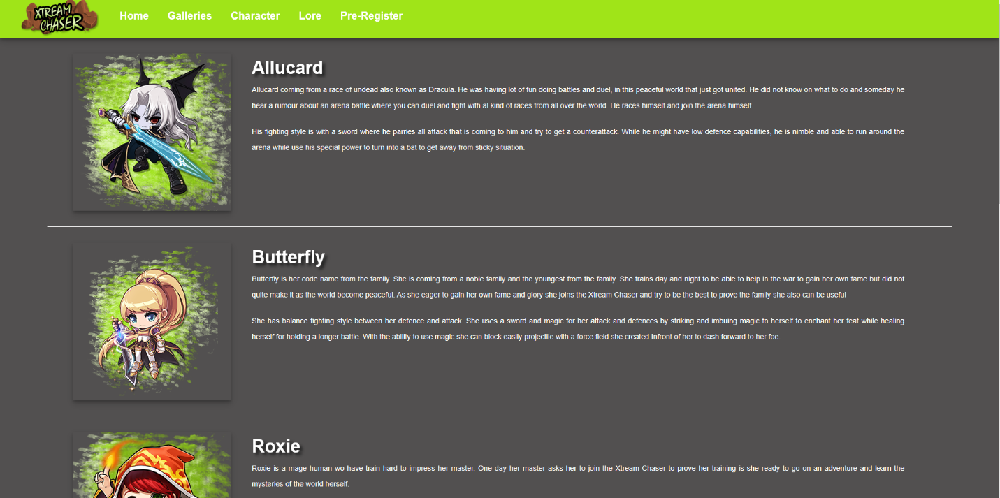 XTREAM
CHASER
Home Galleries Character Lore Pre-Register
Allucard
Allucard coming from a race of undead also known as Dracula. He was having lot of fun doing battles and duel, in this peaceful world that just got united. He did not know on what to do and someday he
hear a rumour about an arena battle where you can duel and fight with al kind of races from all over the world. He races himself and join the arena himself.
His fighting style is with a sword where he parries all attack that is coming to him and try to get a counterattack. While he might have low defence capabilities, he is nimble and able to run around the
arena while use his special power to turn into a bat to get away from sticky situation.
Butterfly
Butterfly is her code name from the family. She is coming from a noble family and the youngest from the family. She trains day and night to be able to help in the war to gain her own fame but did not
quite make it as the world become peaceful. As she eager to gain her own fame and glory she joins the Xtream Chaser and try to be the best to prove the family she also can be useful
She has balance fighting style between her defence and attack. She uses a sword and magic for her attack and defences by striking and imbuing magic to herself to enchant her feat while healing
herself for holding a longer battle. With the ability to use magic she can block easily projectile with a force field she created Infront of her to dash forward to her foe.
Roxie
Roxie is a mage human wo have train hard to impress her master. One day her master asks her to join the Xtream Chaser to prove her training is she ready to go on an adventure and learn the
mysteries of the world herself.